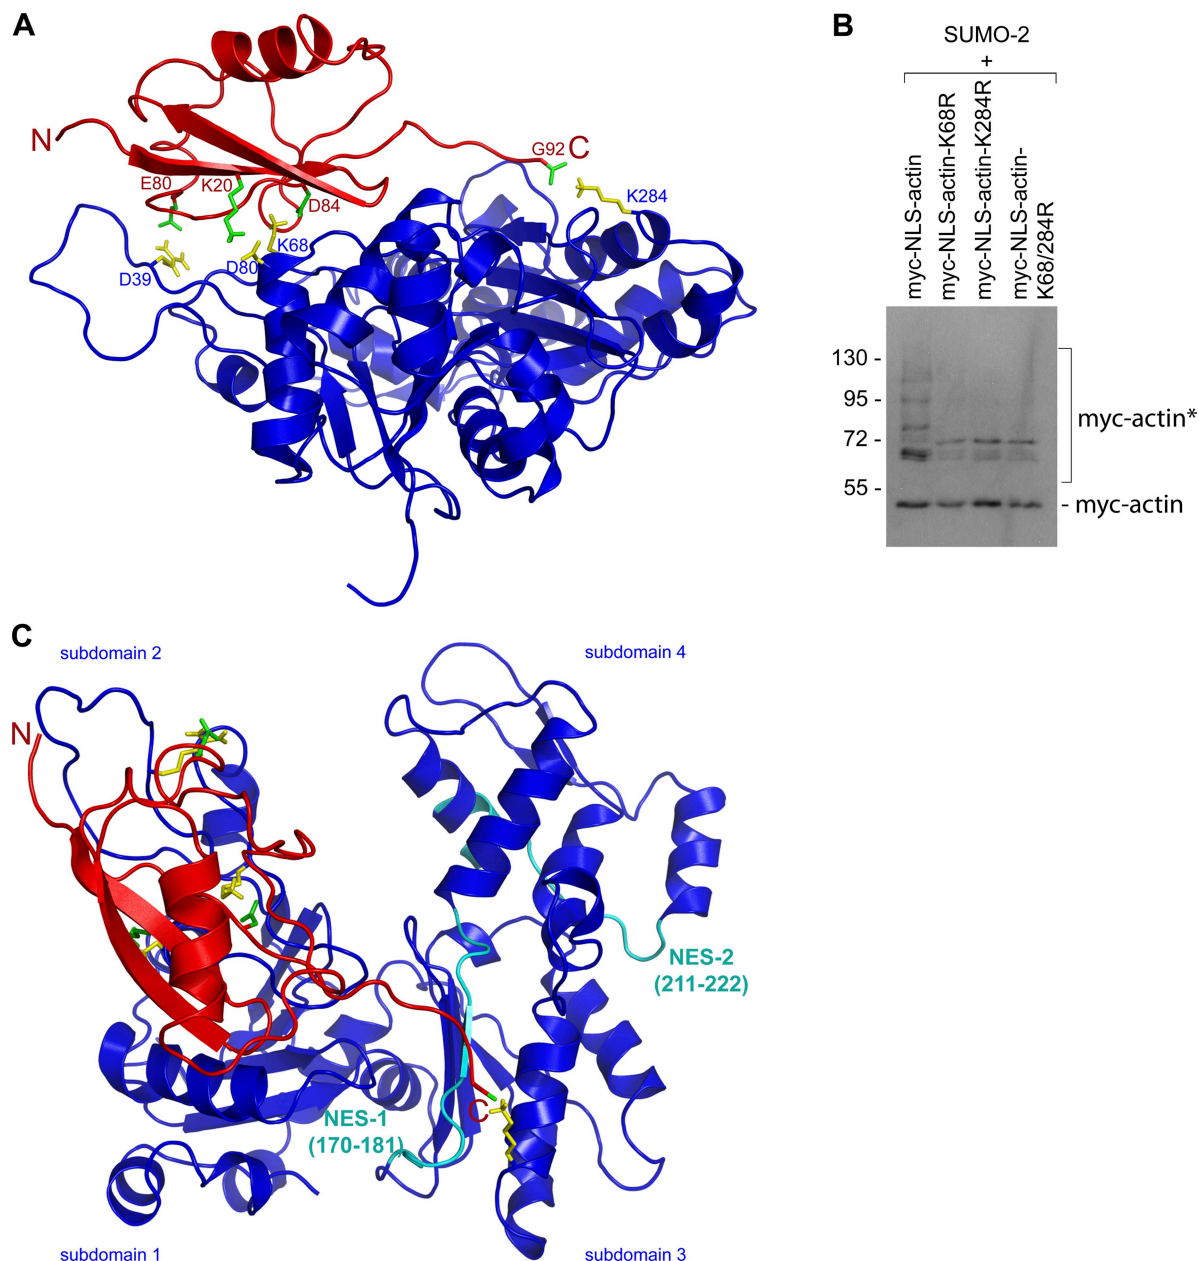 A
N
E80
K20
D84
G92
C
K284
D39
D80
K68
B
SUMO-2
+
myc-NLS-actin
myc-NLS-actin-K68R
myc-NLS-actin-K284R
myc-NLS-actin-
K68/284R
130 -
95 -
72 -
55 -
myc-actin*
- myc-actin
C
subdomain 2
subdomain 4
N
NES-2
(211-222)
C
NES-1
(170-181)
subdomain 1
subdomain 3